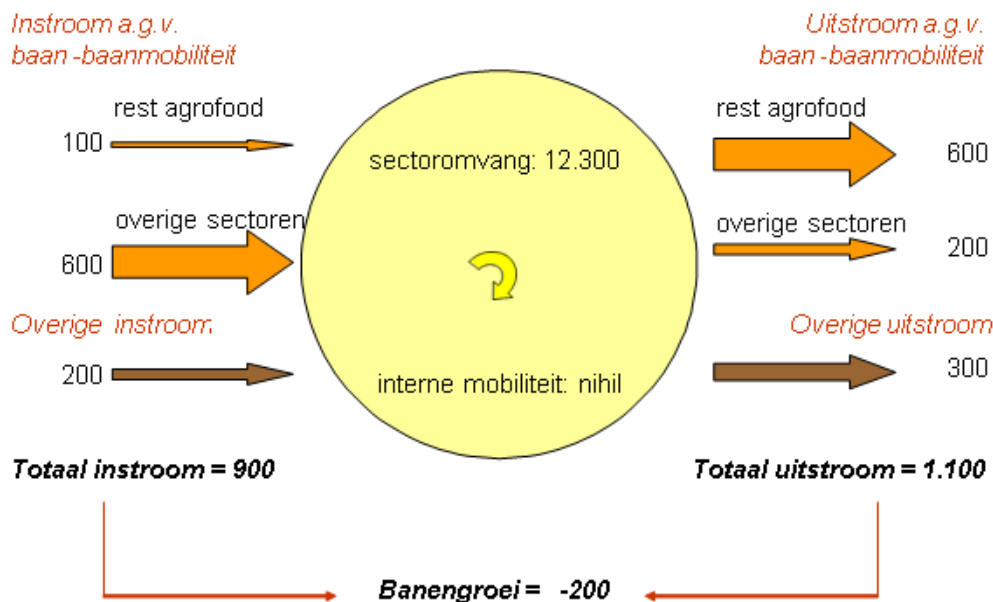 Instroom a.g.v.
baan -baanmobiliteit
rest agrofood
100
overige sectoren
600
Overige instroom
200
Totaal instroom = 900
sectoromvang: 12.300
interne mobiliteit: nihil
Uitstroom a.g.v.
baan -baanmobiliteit
rest agrofood
600
overige sectoren
200
Overige uitstroom
300
Totaal uitstroom = 1.100
Banengroei = -200